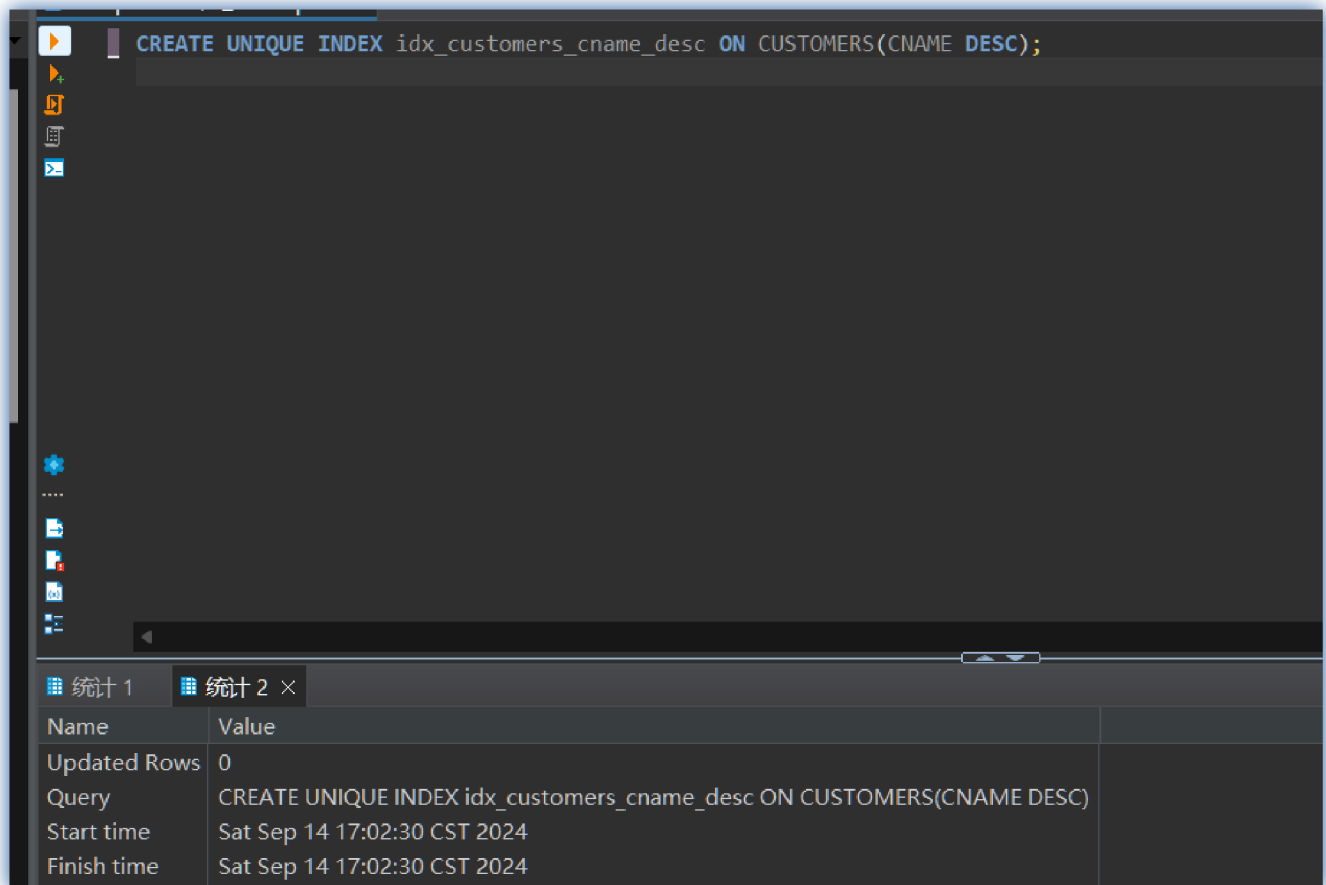 CREATE UNIQUE INDEX idx_customers_cname_desc ON CUSTOMERS(CNAME DESC);
统计 1 统计 2
Name Value
Updated Rows 0
Query CREATE UNIQUE INDEX idx_customers_cname_desc ON CUSTOMERS(CNAME DESC)
Start time Sat Sep 14 17:02:30 CST 2024
Finish time Sat Sep 14 17:02:30 CST 2024